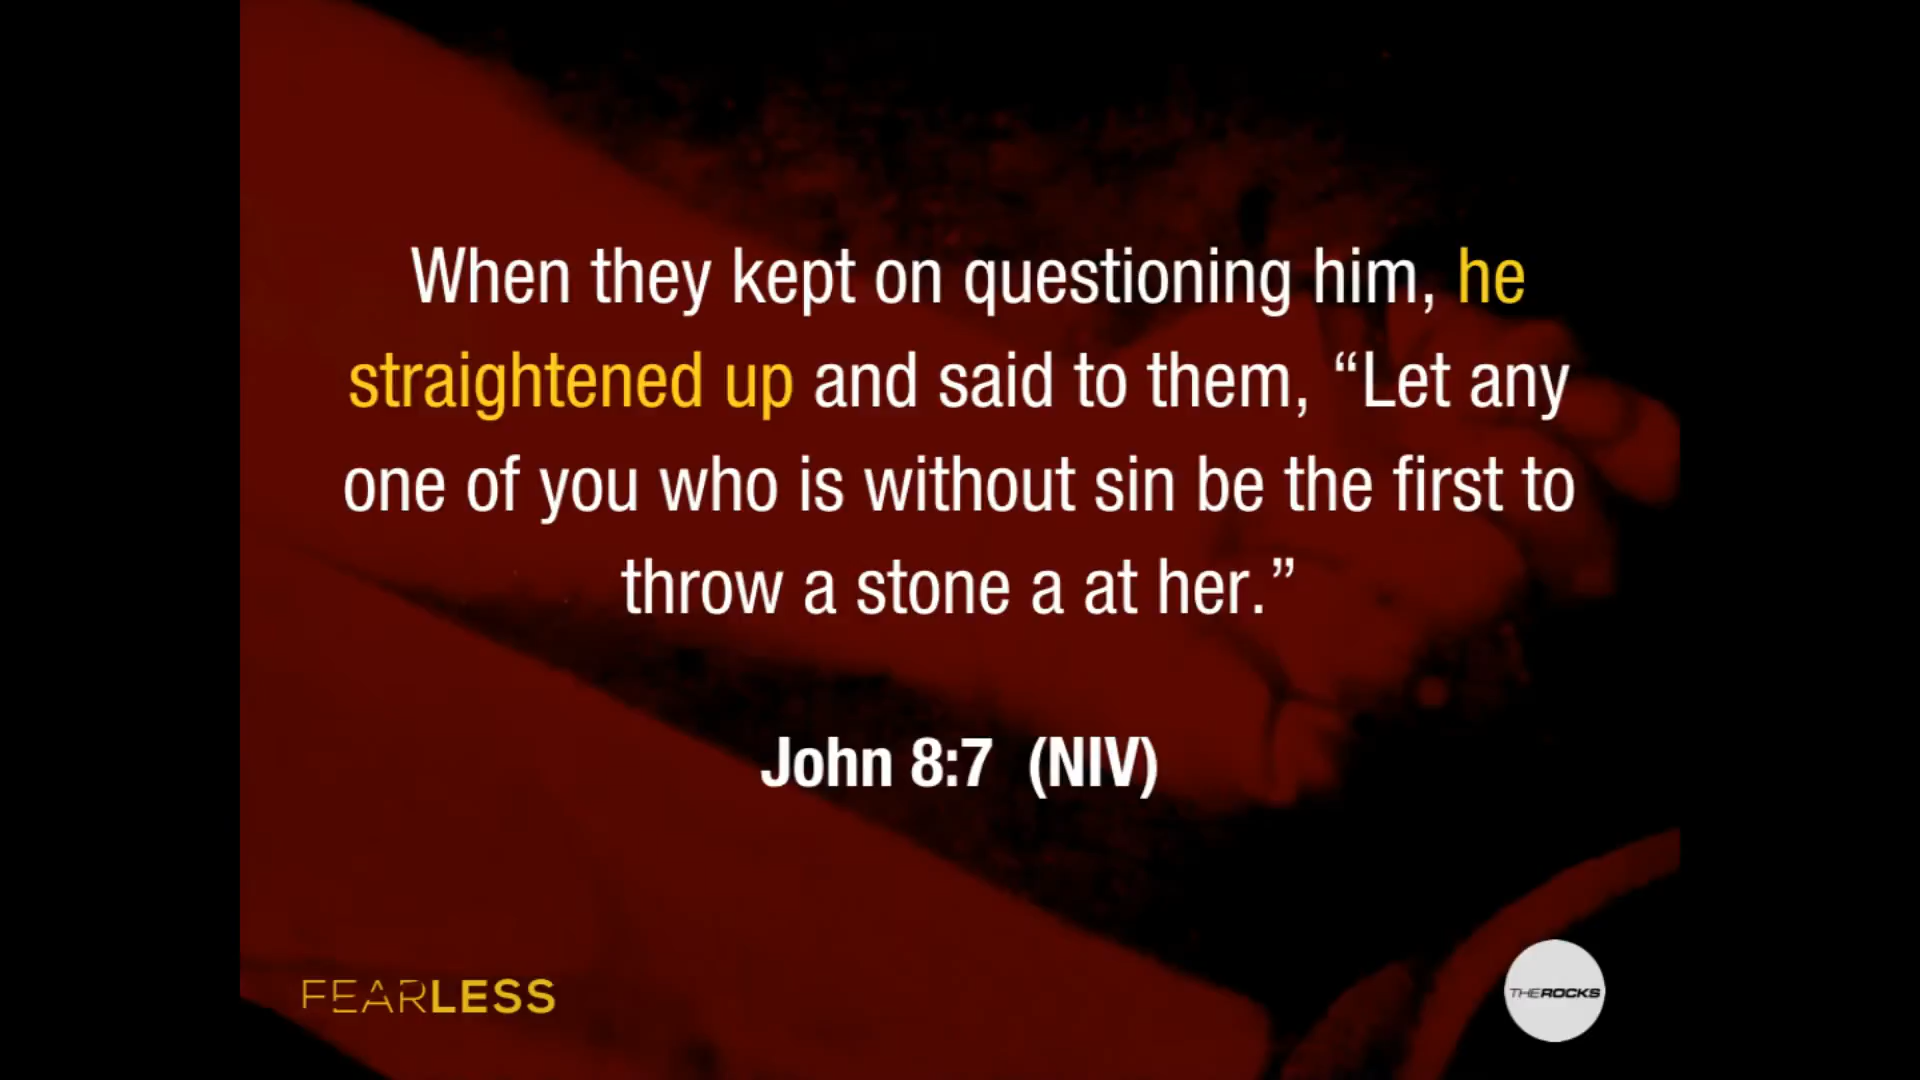 When they kept on questioning him, he
straightened up and said to them, “Let any
one of you who is without sin be the first to
throw a stone a at her.”
John 8:7  (NIV)
FEARLESS
THEROCKS